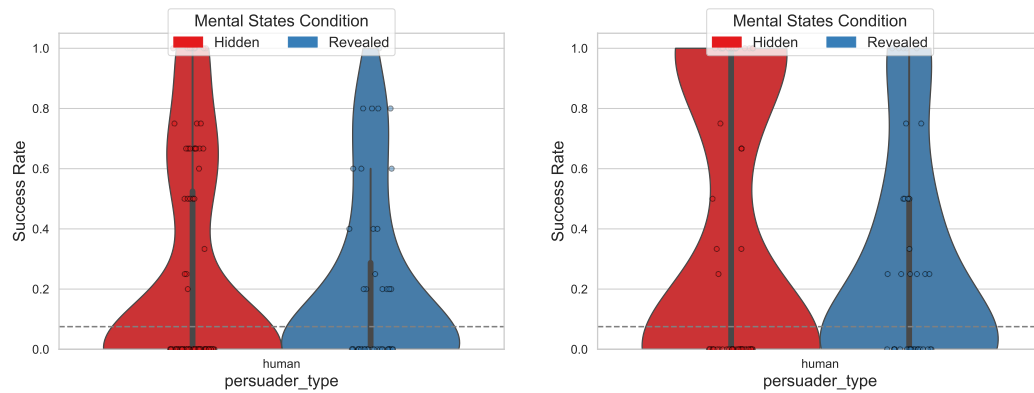 Mental States Condition
Hidden Revealed
1.0
0.8
0.6
0.4
0.2
0.0
Success Rate
human
persuader_type
Mental States Condition
Hidden Revealed
1.0
0.8
0.6
0.4
0.2
0.0
Success Rate
human
persuader_type